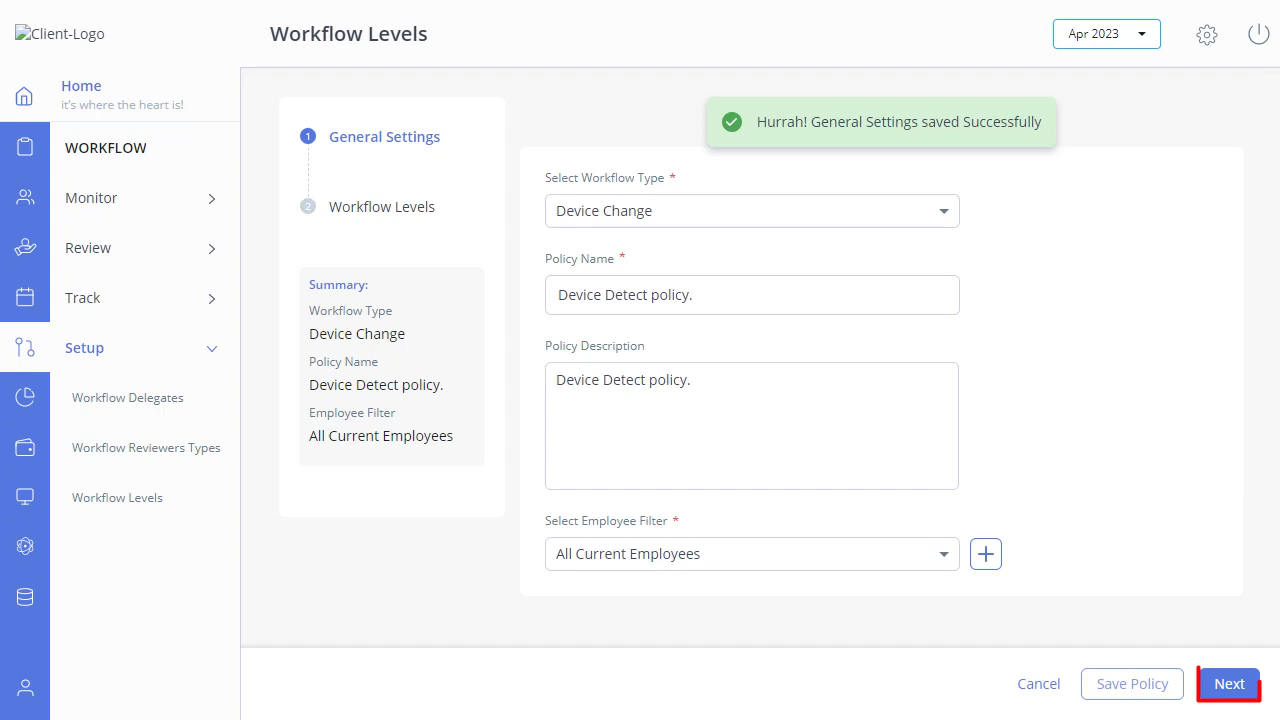 Client-Logo
Workflow Levels
Apr 2023
Home
it's where the heart is!
WORKFLOW
Monitor
Review
Track
Setup
Workflow Delegates
Workflow Reviewers Types
Workflow Levels
1 General Settings
2 Workflow Levels
Summary:
Workflow Type
Device Change
Policy Name
Device Detect policy.
Employee Filter
All Current Employees
Hurrah! General Settings saved Successfully
Select Workflow Type *
Device Change
Policy Name *
Device Detect policy.
Policy Description
Device Detect policy.
Select Employee Filter *
All Current Employees
Cancel
Save Policy
Next